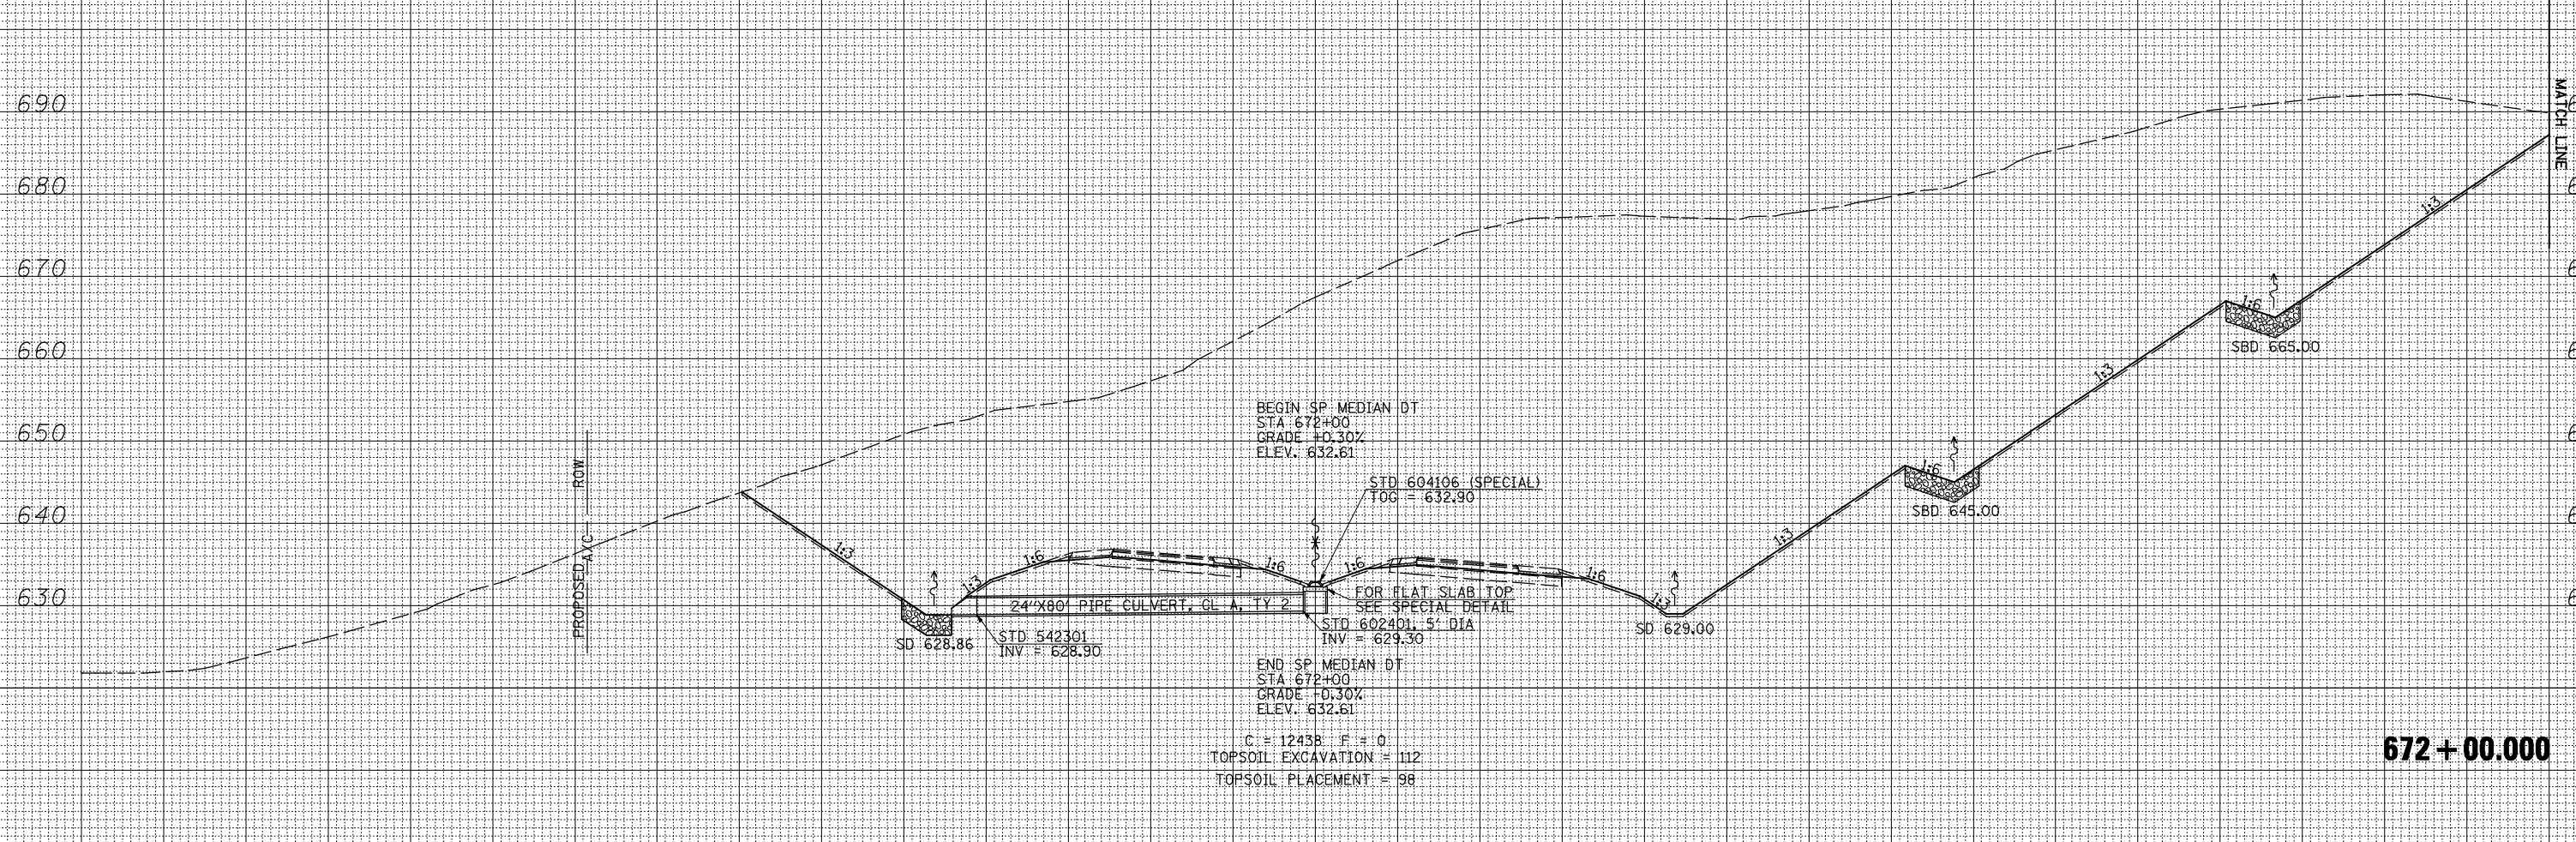 690
680
670
660
650
640
630
MATCH LINE
1:3
1:6
SBD 665.00
1:3
1:6
SBD 645.00
1:3
BEGIN SP MEDIAN DT
STA 672+00
GRADE +0.30%
ELEV. 632.61
STD 604106 (SPECIAL)
TOG = 632.90
PROPOSED A/C ROW
1:3
1:3
1:6
1:6
1:6
1:6
1:3
24"X80' PIPE CULVERT, CL A, TY 2
FOR FLAT SLAB TOP
SEE SPECIAL DETAIL
STD 602401, 5' DIA
INV = 629.30
SD 628.86
STD 542301
INV = 628.90
SD 629.00
END SP MEDIAN DT
STA 672+00
GRADE -0.30%
ELEV. 632.61
C = 12438 F = 0
TOPSOIL EXCAVATION = 112
TOPSOIL PLACEMENT = 98
672+00.000